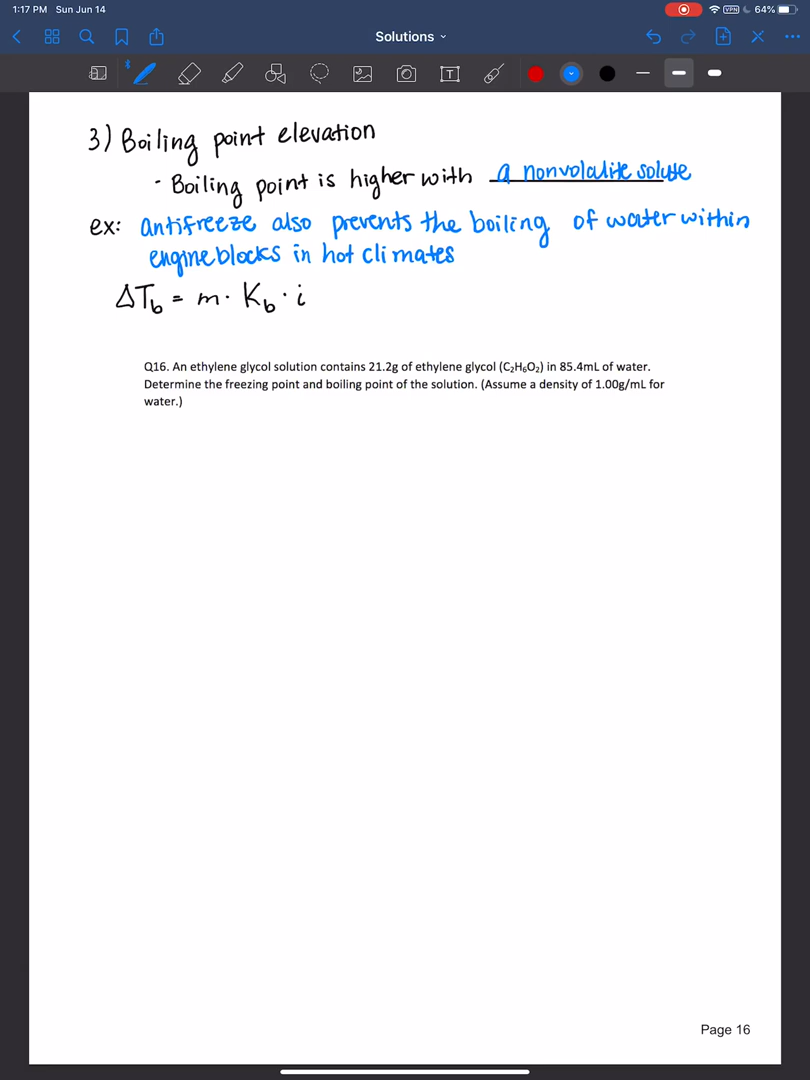 1:17 PM Sun Jun 14
VPN 64%
Solutions
T
3) Boiling point elevation
· Boiling point is higher with a nonvolalite solute
ex: antifreeze also prevents the boiling of water within
engine blocks in hot climates
ΔTb = m · Kb · i
Q16. An ethylene glycol solution contains 21.2g of ethylene glycol (C₂H₆O₂) in 85.4mL of water.
Determine the freezing point and boiling point of the solution. (Assume a density of 1.00g/mL for
water.)
Page 16